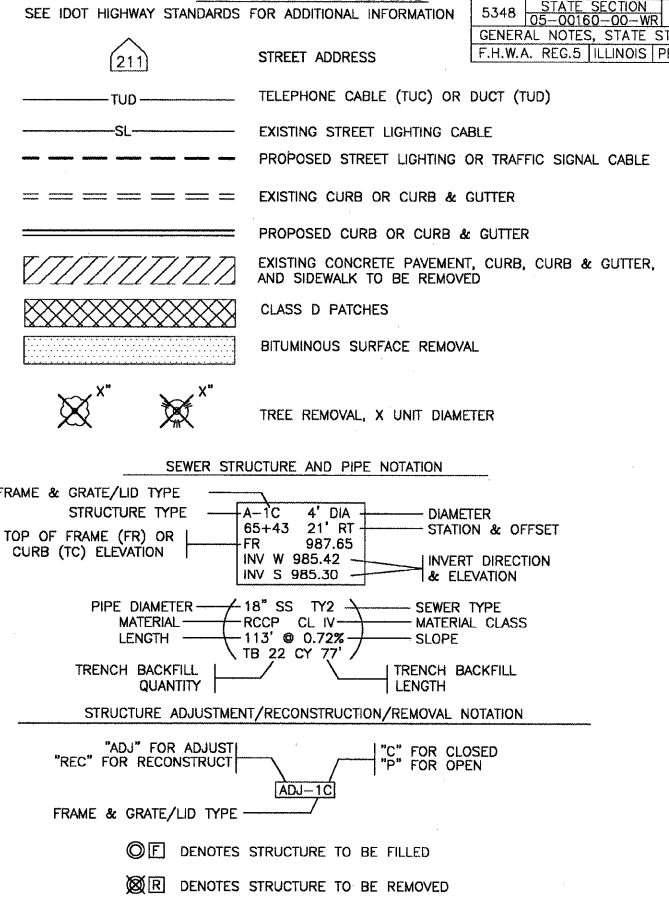 SEE IDOT HIGHWAY STANDARDS FOR ADDITIONAL INFORMATION
5348 STATE SECTION
05-00160-00-WR
GENERAL NOTES, STATE ST
F.H.W.A. REG.5 ILLINOIS
211 STREET ADDRESS
TUD TELEPHONE CABLE (TUC) OR DUCT (TUD)
SL EXISTING STREET LIGHTING CABLE
PROPOSED STREET LIGHTING OR TRAFFIC SIGNAL CABLE
EXISTING CURB OR CURB & GUTTER
PROPOSED CURB OR CURB & GUTTER
EXISTING CONCRETE PAVEMENT, CURB, CURB & GUTTER,
AND SIDEWALK TO BE REMOVED
CLASS D PATCHES
BITUMINOUS SURFACE REMOVAL
X" X" TREE REMOVAL, X UNIT DIAMETER
SEWER STRUCTURE AND PIPE NOTATION
FRAME & GRATE/LID TYPE
STRUCTURE TYPE A-1C 4' DIA DIAMETER
65+43 21' RT STATION & OFFSET
TOP OF FRAME (FR) OR
CURB (TC) ELEVATION
FR 987.65
INV W 985.42
INV S 985.30
INVERT DIRECTION
& ELEVATION
PIPE DIAMETER 18" SS TY2 SEWER TYPE
MATERIAL RCCP CL IV MATERIAL CLASS
LENGTH 113' @ 0.72% SLOPE
TB 22 CY 77'
TRENCH BACKFILL
QUANTITY
TRENCH BACKFILL
LENGTH
STRUCTURE ADJUSTMENT/RECONSTRUCTION/REMOVAL NOTATION
"ADJ" FOR ADJUST
"REC" FOR RECONSTRUCT
"C" FOR CLOSED
"P" FOR OPEN
ADJ-1C
FRAME & GRATE/LID TYPE
F DENOTES STRUCTURE TO BE FILLED
R DENOTES STRUCTURE TO BE REMOVED